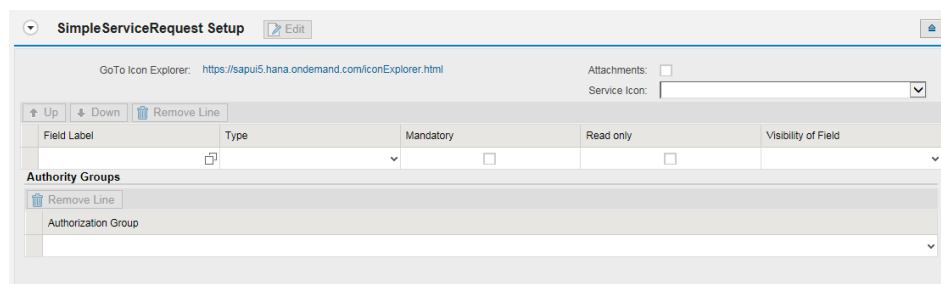 SimpleServiceRequest Setup Edit
GoTo Icon Explorer: https://sapui5.hana.ondemand.com/iconExplorer.html Attachments:
Service Icon:
Up Down Remove Line
Field Label Type Mandatory Read only Visibility of Field
Authority Groups
Remove Line
Authorization Group